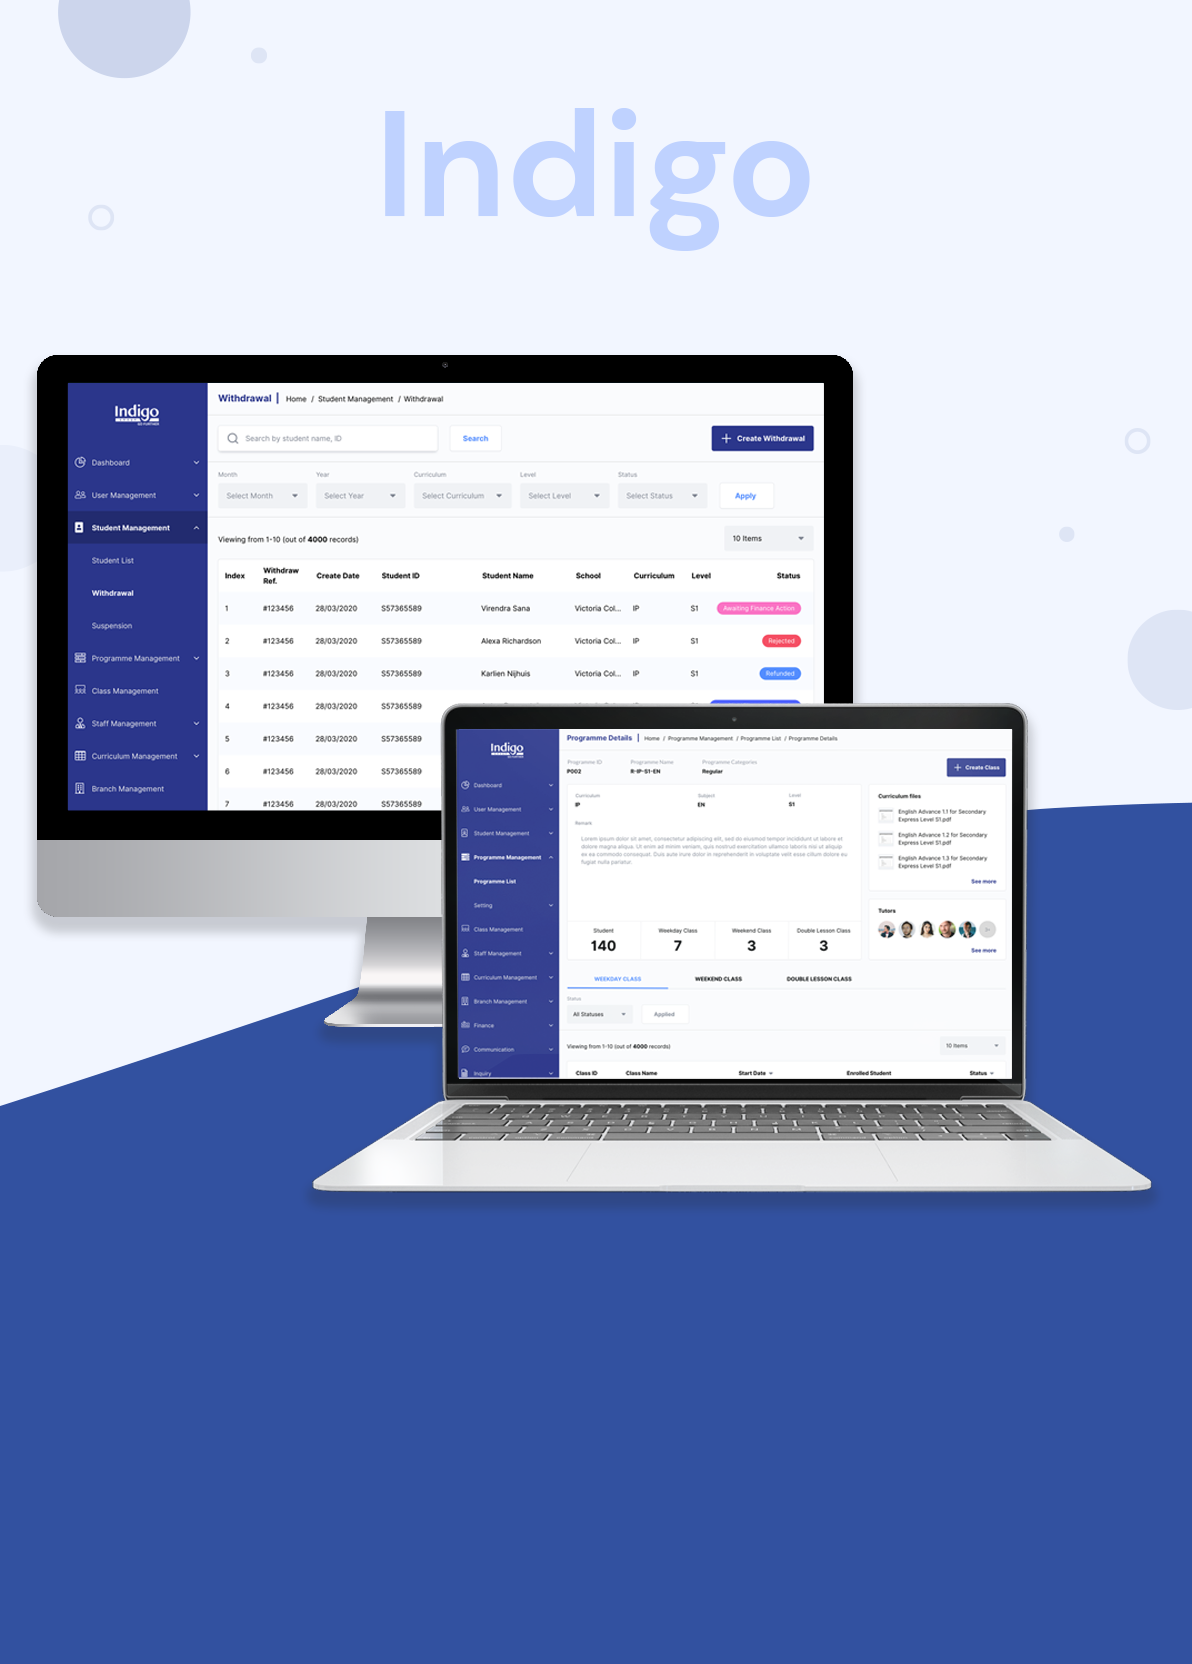 Indigo
Indigo
Withdrawal | Home / Student Management / Withdrawal
Search by student name, ID
Search
+ Create Withdrawal
Month
Year
Curriculum
Level
Status
Select Month
Select Year
Select Curriculum
Select Level
Select Status
Apply
Viewing from 1-10 (out of 4000 records)
10 Items
Dashboard
User Management
Student Management
Student List
Withdrawal
Suspension
Programme Management
Class Management
Staff Management
Curriculum Management
Branch Management
Index Withdraw Ref. Create Date Student ID Student Name School Curriculum Level Status
1 #123456 28/03/2020 S57365589 Virendra Sana Victoria Col... IP S1 Awaiting Finance Action
2 #123456 28/03/2020 S57365589 Alexa Richardson Victoria Col... IP S1 Rejected
3 #123456 28/03/2020 S57365589 Karlien Nijhuis Victoria Col... IP S1 Refunded
4 #123456 28/03/2020 S57365589
5 #123456 28/03/2020 S57365589
6 #123456 28/03/2020 S57365589
7 #123456 28/03/2020 S57365589
Indigo
Dashboard
User Management
Student Management
Programme Management
Programme List
Setting
Class Management
Staff Management
Curriculum Management
Branch Management
Finance
Communication
Inquiry
Programme Details | Home / Programme Management / Programme List / Programme Details
Programme ID
Programme Name
Programme Categories
P002
R-IP-S1-EN
Regular
+ Create Class
Curriculum
Subject
Level
IP
EN
S1
Remark
Lorem ipsum dolor sit amet, consectetur adipiscing elit, sed do eiusmod tempor incididunt ut labore et
dolore magna aliqua. Ut enim ad minim veniam, quis nostrud exercitation ullamco laboris nisi ut aliquip
ex ea commodo consequat. Duis aute irure dolor in reprehenderit in voluptate velit esse cillum dolore eu
fugiat nulla pariatur.
Student
Weekday Class
Weekend Class
Double Lesson Class
140
7
3
3
Curriculum files
English Advance 1.1 for Secondary
Express Level S1.pdf
English Advance 1.2 for Secondary
Express Level S1.pdf
English Advance 1.3 for Secondary
Express Level S1.pdf
See more
Tutors
See more
WEEKDAY CLASS
WEEKEND CLASS
DOUBLE LESSON CLASS
Status
All Statuses
Applied
Viewing from 1-10 (out of 4000 records)
10 Items
Class ID
Class Name
Start Date
Enrolled Student
Status